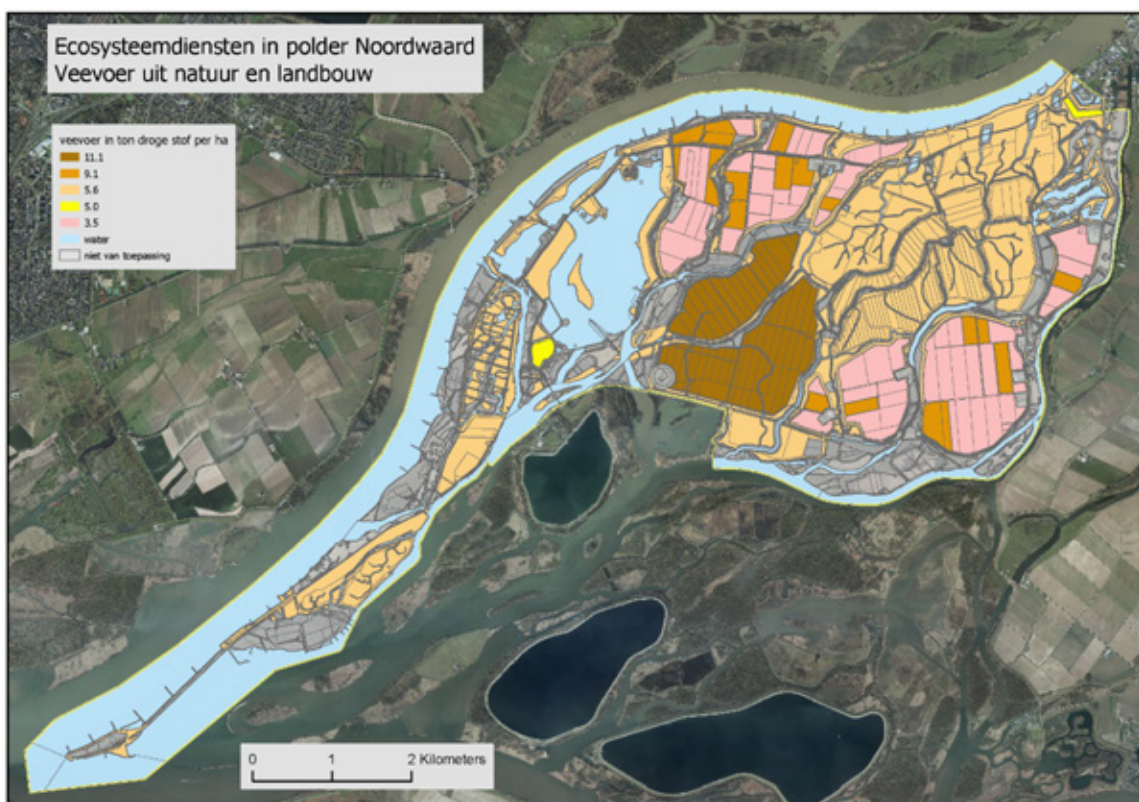 Ecosysteemdiensten in polder Noordwaard
Veevoer uit natuur en landbouw
veevoer in ton droge stof per ha
11.1
9.1
5.6
5.0
3.5
water
niet van toepassing
0 1 2 Kilometers